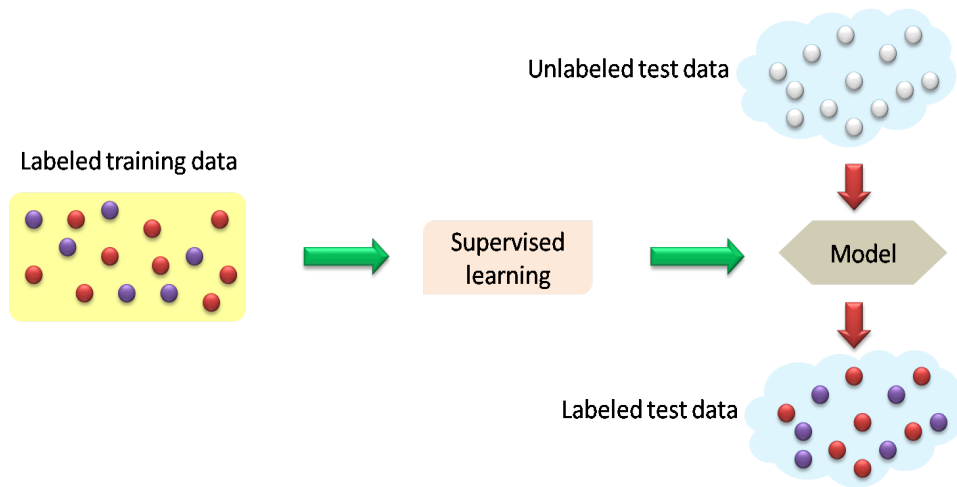 Unlabeled test data
Labeled training data
Supervised
learning
Model
Labeled test data